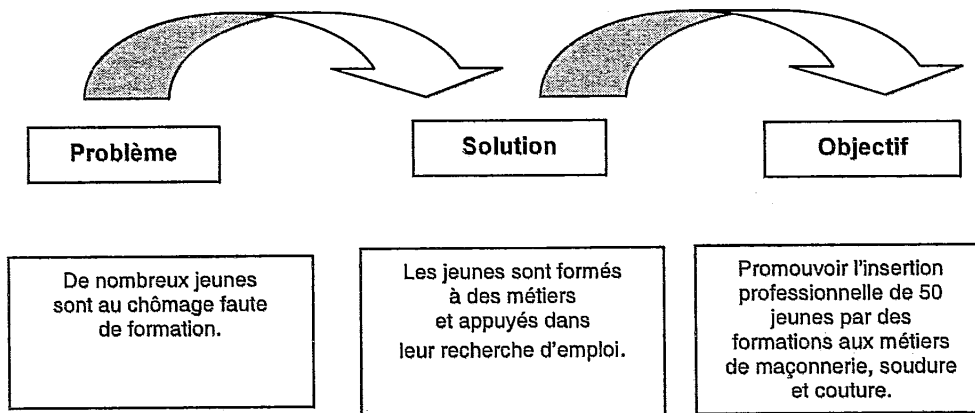 Problème
Solution
Objectif
De nombreux jeunes
sont au chômage faute
de formation.
Les jeunes sont formés
à des métiers
et appuyés dans
leur recherche d'emploi.
Promouvoir l'insertion
professionnelle de 50
jeunes par des
formations aux métiers
de maçonnerie, soudure
et couture.